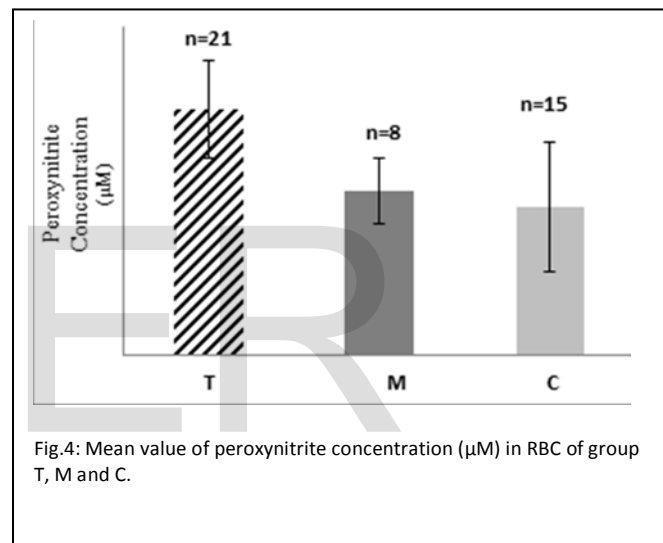 n=21
n=8
n=15
Peroxynitrite
Concentration
(µM)
T M C
ER
Fig.4: Mean value of peroxynitrite concentration (µM) in RBC of group
T, M and C.